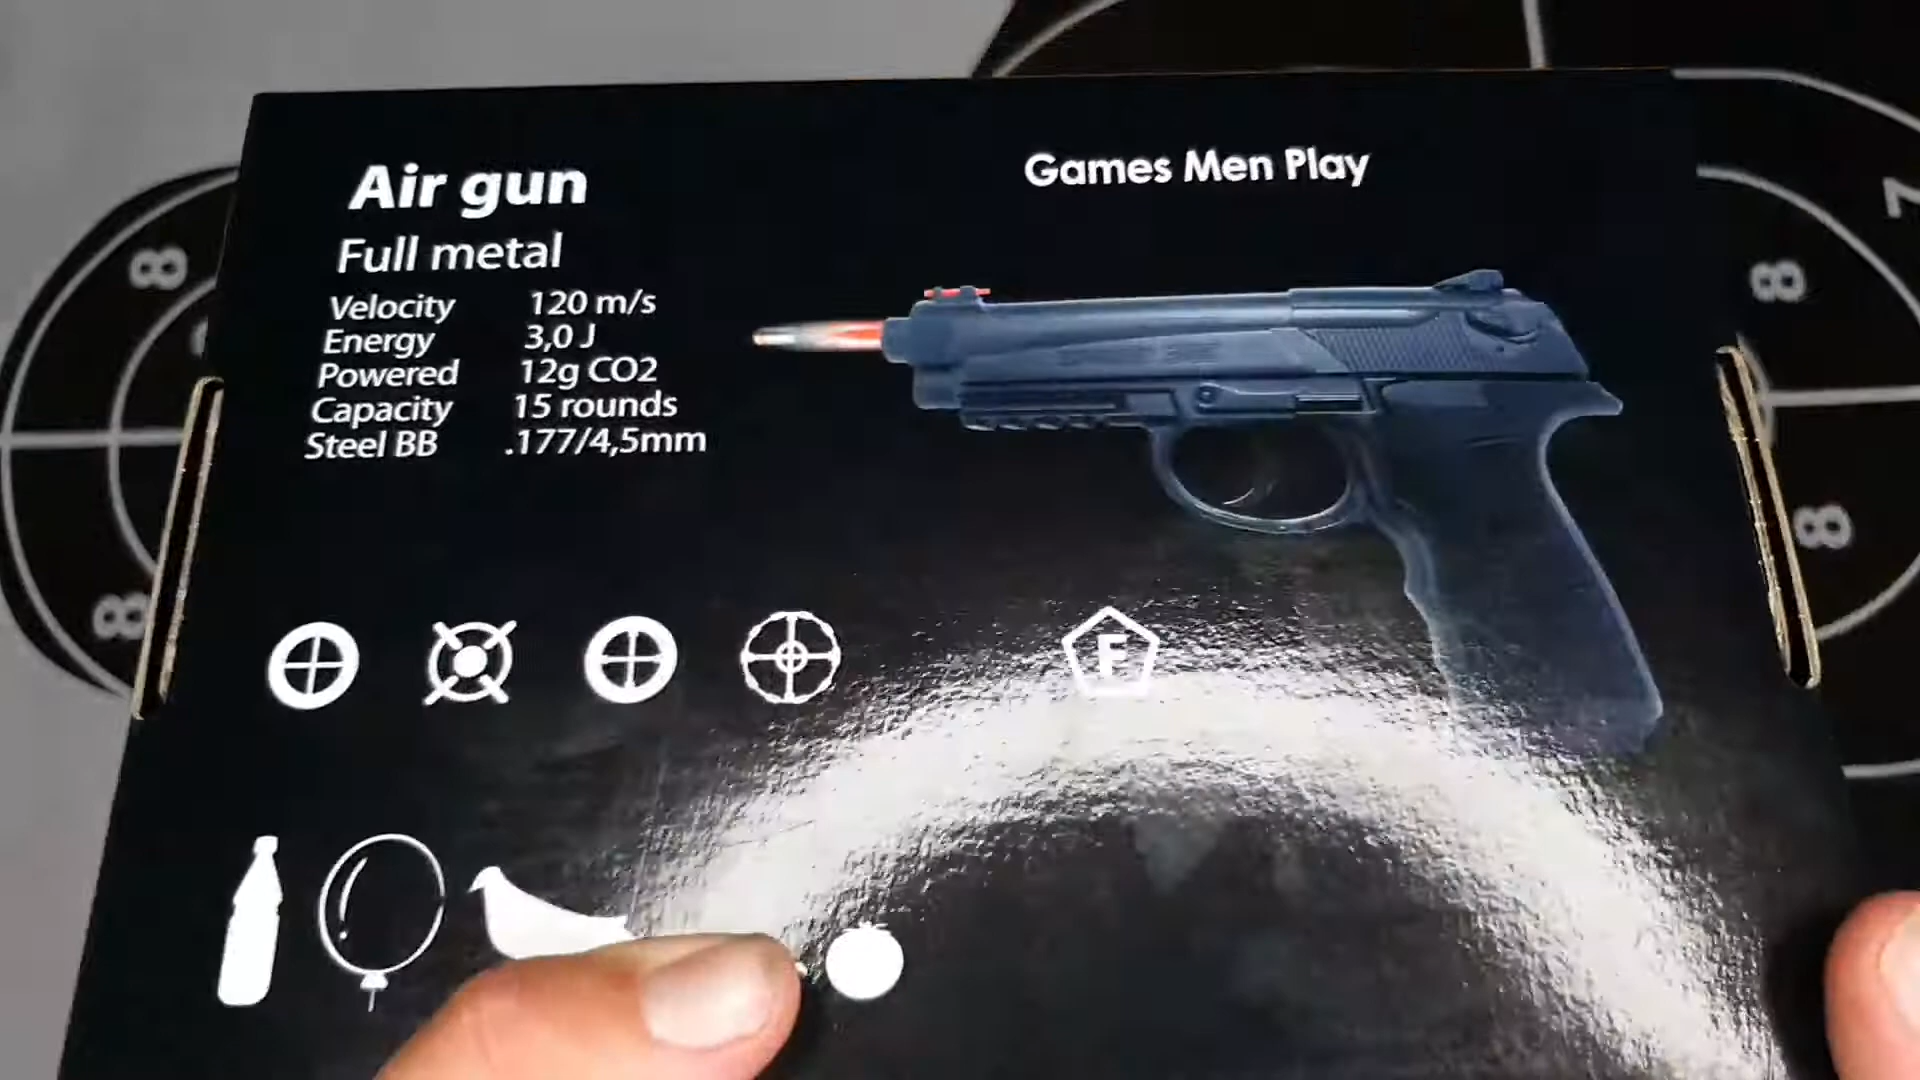 Games Men Play
Air gun
Full metal
Velocity 120 m/s
Energy 3,0 J
Powered 12g CO2
Capacity 15 rounds
Steel BB .177/4,5mm
F
8
8
7
8
8